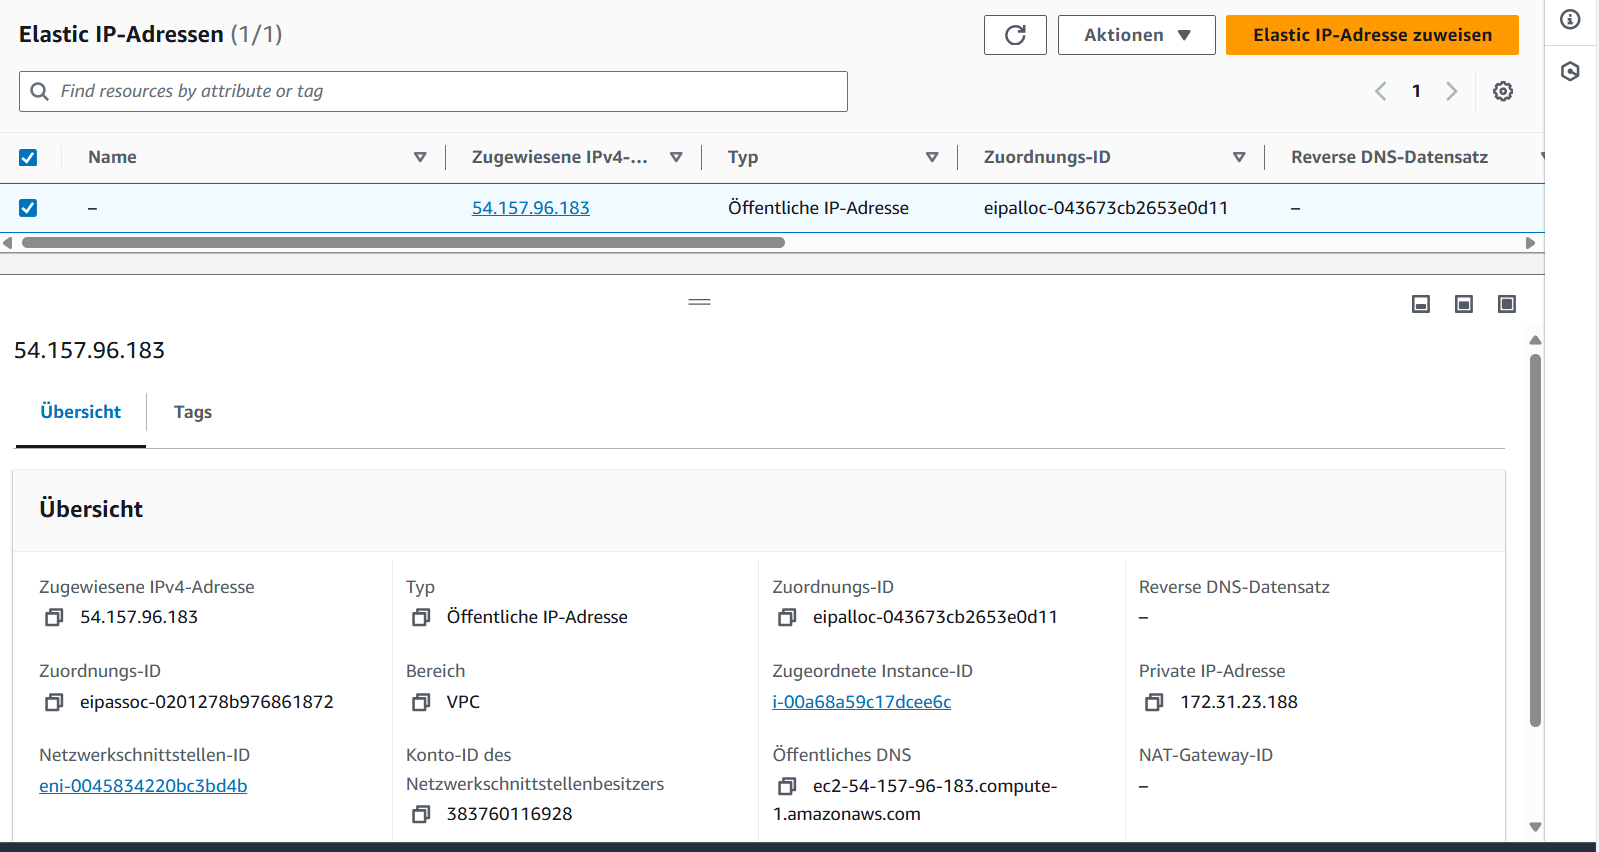 Elastic IP-Adressen (1/1)
Aktionen
Elastic IP-Adresse zuweisen
Find resources by attribute or tag
1
Name
Zugewiesene IPv4-...
Typ
Zuordnungs-ID
Reverse DNS-Datensatz
–
54.157.96.183
Öffentliche IP-Adresse
eipalloc-043673cb2653e0d11
–
54.157.96.183
Übersicht
Tags
Übersicht
Zugewiesene IPv4-Adresse
54.157.96.183
Typ
Öffentliche IP-Adresse
Zuordnungs-ID
eipalloc-043673cb2653e0d11
Reverse DNS-Datensatz
–
Zuordnungs-ID
eipassoc-0201278b976861872
Bereich
VPC
Zugeordnete Instance-ID
i-00a68a59c17dcee6c
Private IP-Adresse
172.31.23.188
Netzwerkschnittstellen-ID
eni-0045834220bc3bd4b
Konto-ID des
Netzwerkschnittstellenbesitzers
383760116928
Öffentliches DNS
ec2-54-157-96-183.compute-
1.amazonaws.com
NAT-Gateway-ID
–